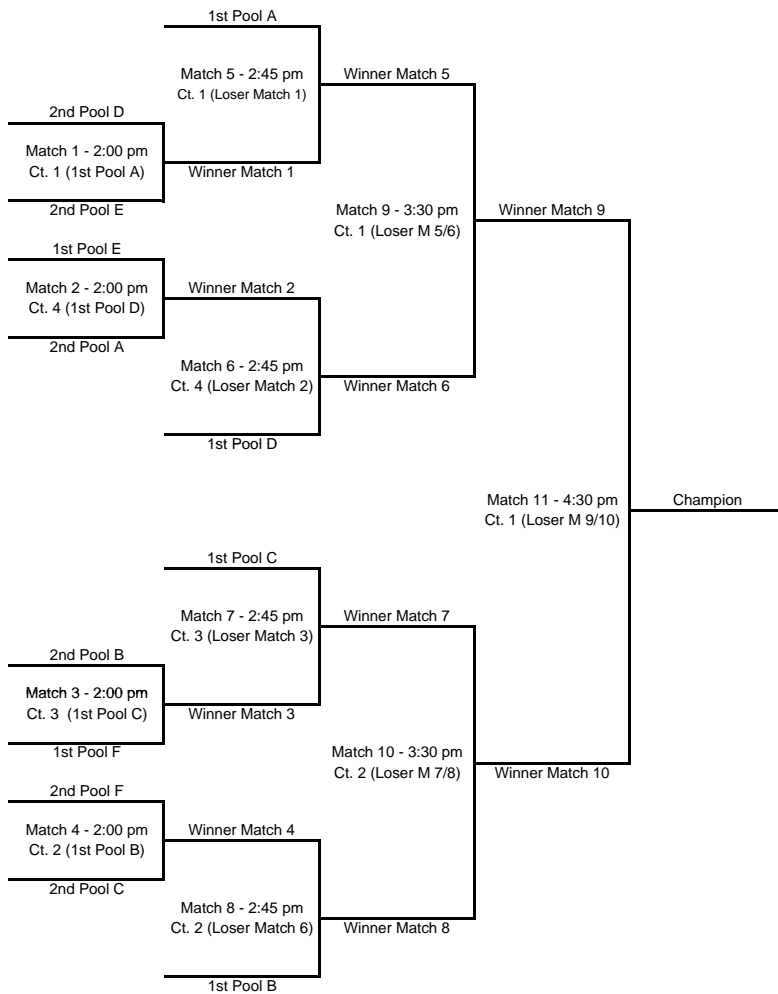 1st Pool A
Match 5 - 2:45 pm
Ct. 1 (Loser Match 1)
Winner Match 5
2nd Pool D
Match 1 - 2:00 pm
Ct. 1 (1st Pool A)
Winner Match 1
2nd Pool E
Match 9 - 3:30 pm
Ct. 1 (Loser M 5/6)
Winner Match 9
1st Pool E
Match 2 - 2:00 pm
Ct. 4 (1st Pool D)
Winner Match 2
2nd Pool A
Match 6 - 2:45 pm
Ct. 4 (Loser Match 2)
Winner Match 6
1st Pool D
Match 11 - 4:30 pm
Ct. 1 (Loser M 9/10)
Champion
1st Pool C
Match 7 - 2:45 pm
Ct. 3 (Loser Match 3)
Winner Match 7
2nd Pool B
Match 3 - 2:00 pm
Ct. 3  (1st Pool C)
Winner Match 3
1st Pool F
Match 10 - 3:30 pm
Ct. 2 (Loser M 7/8)
Winner Match 10
2nd Pool F
Match 4 - 2:00 pm
Ct. 2 (1st Pool B)
Winner Match 4
2nd Pool C
Match 8 - 2:45 pm
Ct. 2 (Loser Match 6)
Winner Match 8
1st Pool B